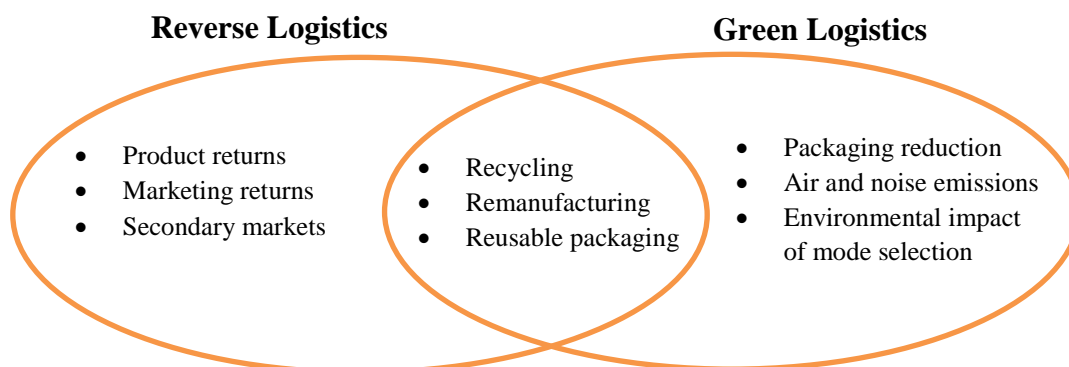 Reverse Logistics
Green Logistics
• Product returns
• Marketing returns
• Secondary markets
• Recycling
• Remanufacturing
• Reusable packaging
• Packaging reduction
• Air and noise emissions
• Environmental impact
of mode selection